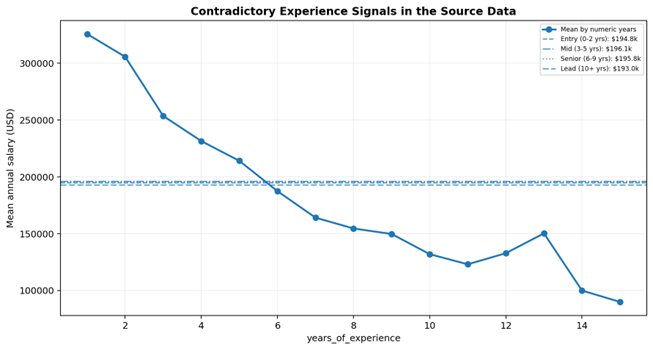 Contradictory Experience Signals in the Source Data
Mean by numeric years
Entry (0-2 yrs): $194.8k
Mid (3-5 yrs): $196.1k
Senior (6-9 yrs): $195.8k
Lead (10+ yrs): $193.0k
Mean annual salary (USD)
300000
250000
200000
150000
100000
2 4 6 8 10 12 14
years_of_experience